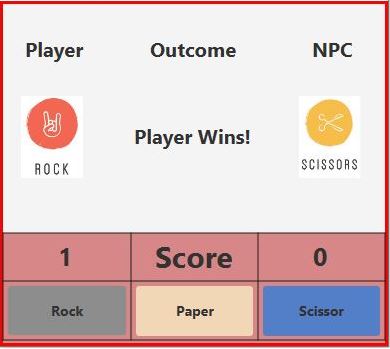 Player Outcome NPC
Player Wins!
ROCK SCISSORS
1 Score 0
Rock Paper Scissor